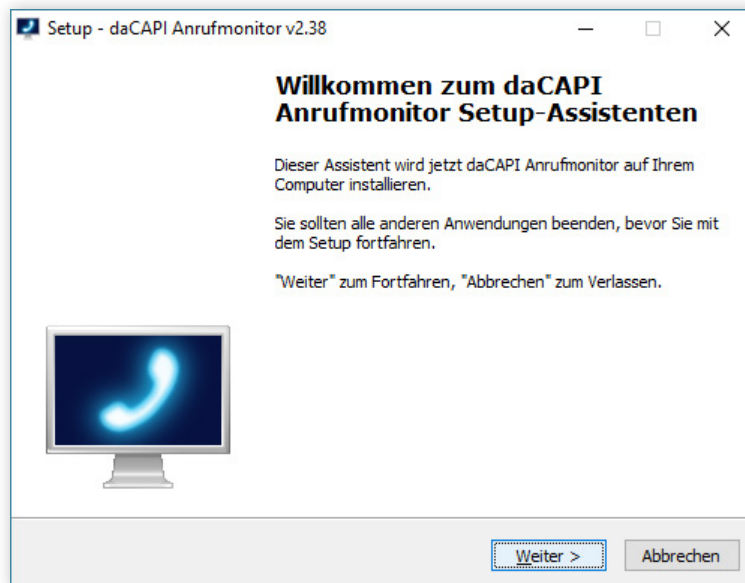 Setup - daCAPI Anrufmonitor v2.38
Willkommen zum daCAPI
Anrufmonitor Setup-Assistenten
Dieser Assistent wird jetzt daCAPI Anrufmonitor auf Ihrem
Computer installieren.
Sie sollten alle anderen Anwendungen beenden, bevor Sie mit
dem Setup fortfahren.
"Weiter" zum Fortfahren, "Abbrechen" zum Verlassen.
Weiter >
Abbrechen